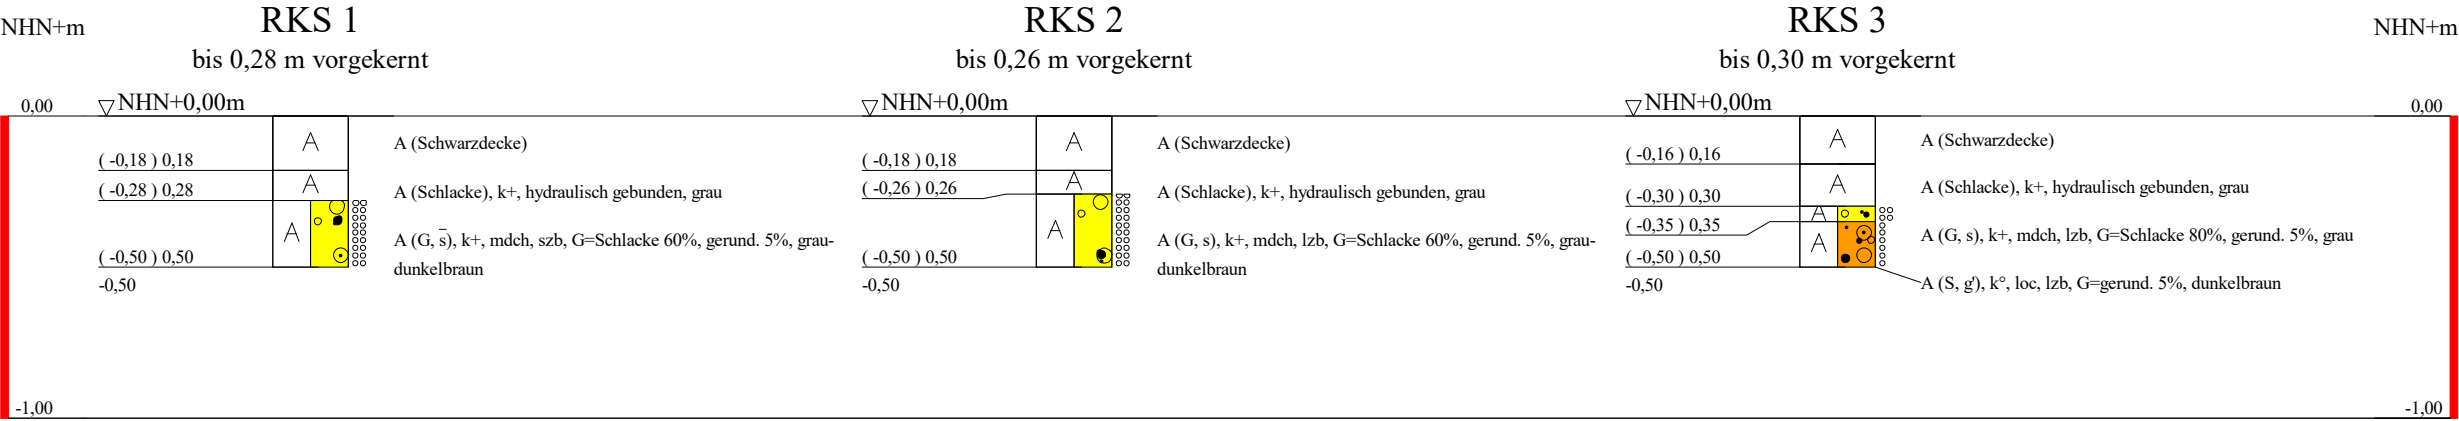 NHN+m
RKS 1
bis 0,28 m vorgekernt
RKS 2
bis 0,26 m vorgekernt
RKS 3
bis 0,30 m vorgekernt
NHN+m
0,00
NHN+0,00m
A
A (Schwarzdecke)
( -0,18 ) 0,18
A
A (Schlacke), k+, hydraulisch gebunden, grau
( -0,28 ) 0,28
A
A (G, s̅), k+, mdch, szb, G=Schlacke 60%, gerund. 5%, grau-
dunkelbraun
( -0,50 ) 0,50
-0,50
NHN+0,00m
A
A (Schwarzdecke)
( -0,18 ) 0,18
A
A (Schlacke), k+, hydraulisch gebunden, grau
( -0,26 ) 0,26
A
A (G, s), k+, mdch, lzb, G=Schlacke 60%, gerund. 5%, grau-
dunkelbraun
( -0,50 ) 0,50
-0,50
NHN+0,00m
A
A (Schwarzdecke)
( -0,16 ) 0,16
A
A (Schlacke), k+, hydraulisch gebunden, grau
( -0,30 ) 0,30
A
( -0,35 ) 0,35
A (G, s), k+, mdch, lzb, G=Schlacke 80%, gerund. 5%, grau
A
( -0,50 ) 0,50
A (S, g'), k°, loc, lzb, G=gerund. 5%, dunkelbraun
-0,50
0,00
-1,00
-1,00